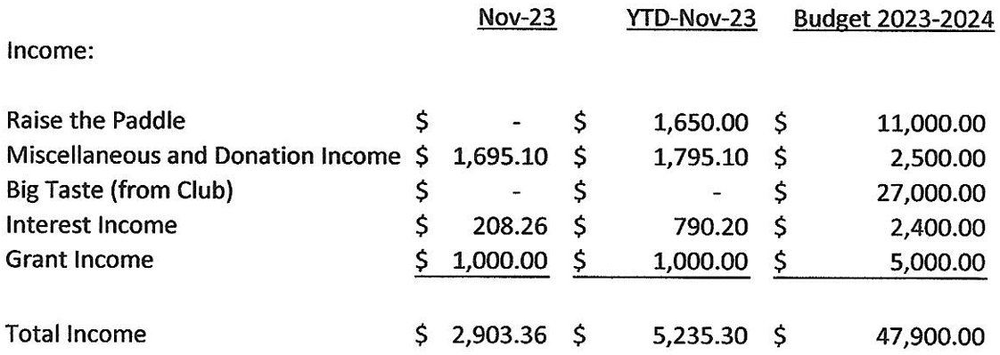 Nov-23 YTD-Nov-23 Budget 2023-2024
Income:
Raise the Paddle $ - $ 1,650.00 $ 11,000.00
Miscellaneous and Donation Income $ 1,695.10 $ 1,795.10 $ 2,500.00
Big Taste (from Club) $ - $ - $ 27,000.00
Interest Income $ 208.26 $ 790.20 $ 2,400.00
Grant Income $ 1,000.00 $ 1,000.00 $ 5,000.00
Total Income $ 2,903.36 $ 5,235.30 $ 47,900.00